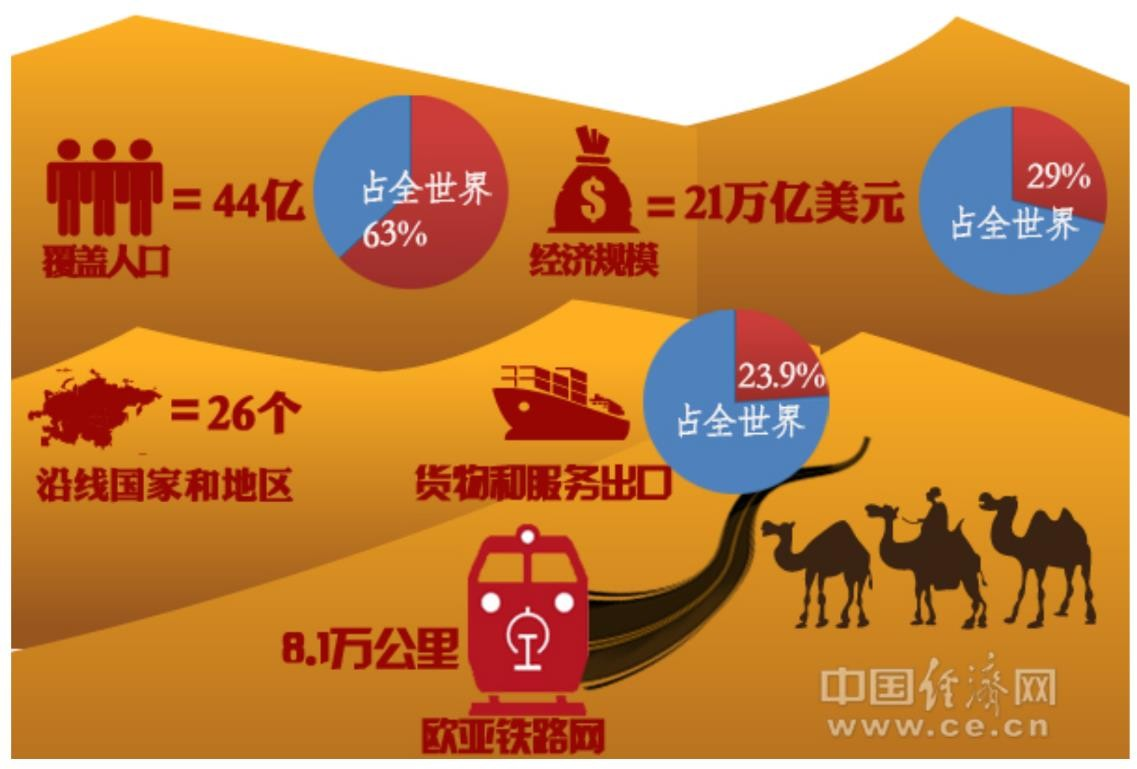 = 44亿
占全世界
63%
覆盖人口
$
= 21万亿美元
29%
占全世界
经济规模
= 26个
沿线国家和地区
23.9%
占全世界
货物和服务出口
8.1万公里
欧亚铁路网
中国经济网
www.ce.cn